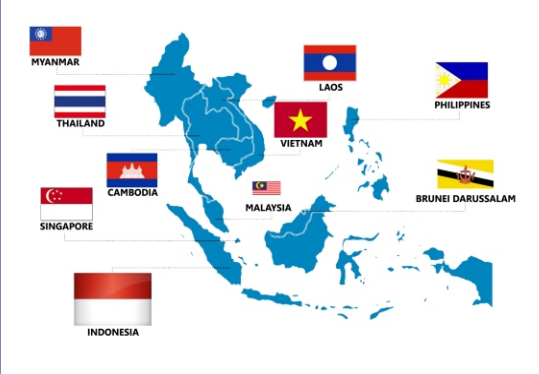 MYANMAR
LAOS
PHILIPPINES
THAILAND
VIETNAM
CAMBODIA
BRUNEI DARUSSALAM
MALAYSIA
SINGAPORE
INDONESIA